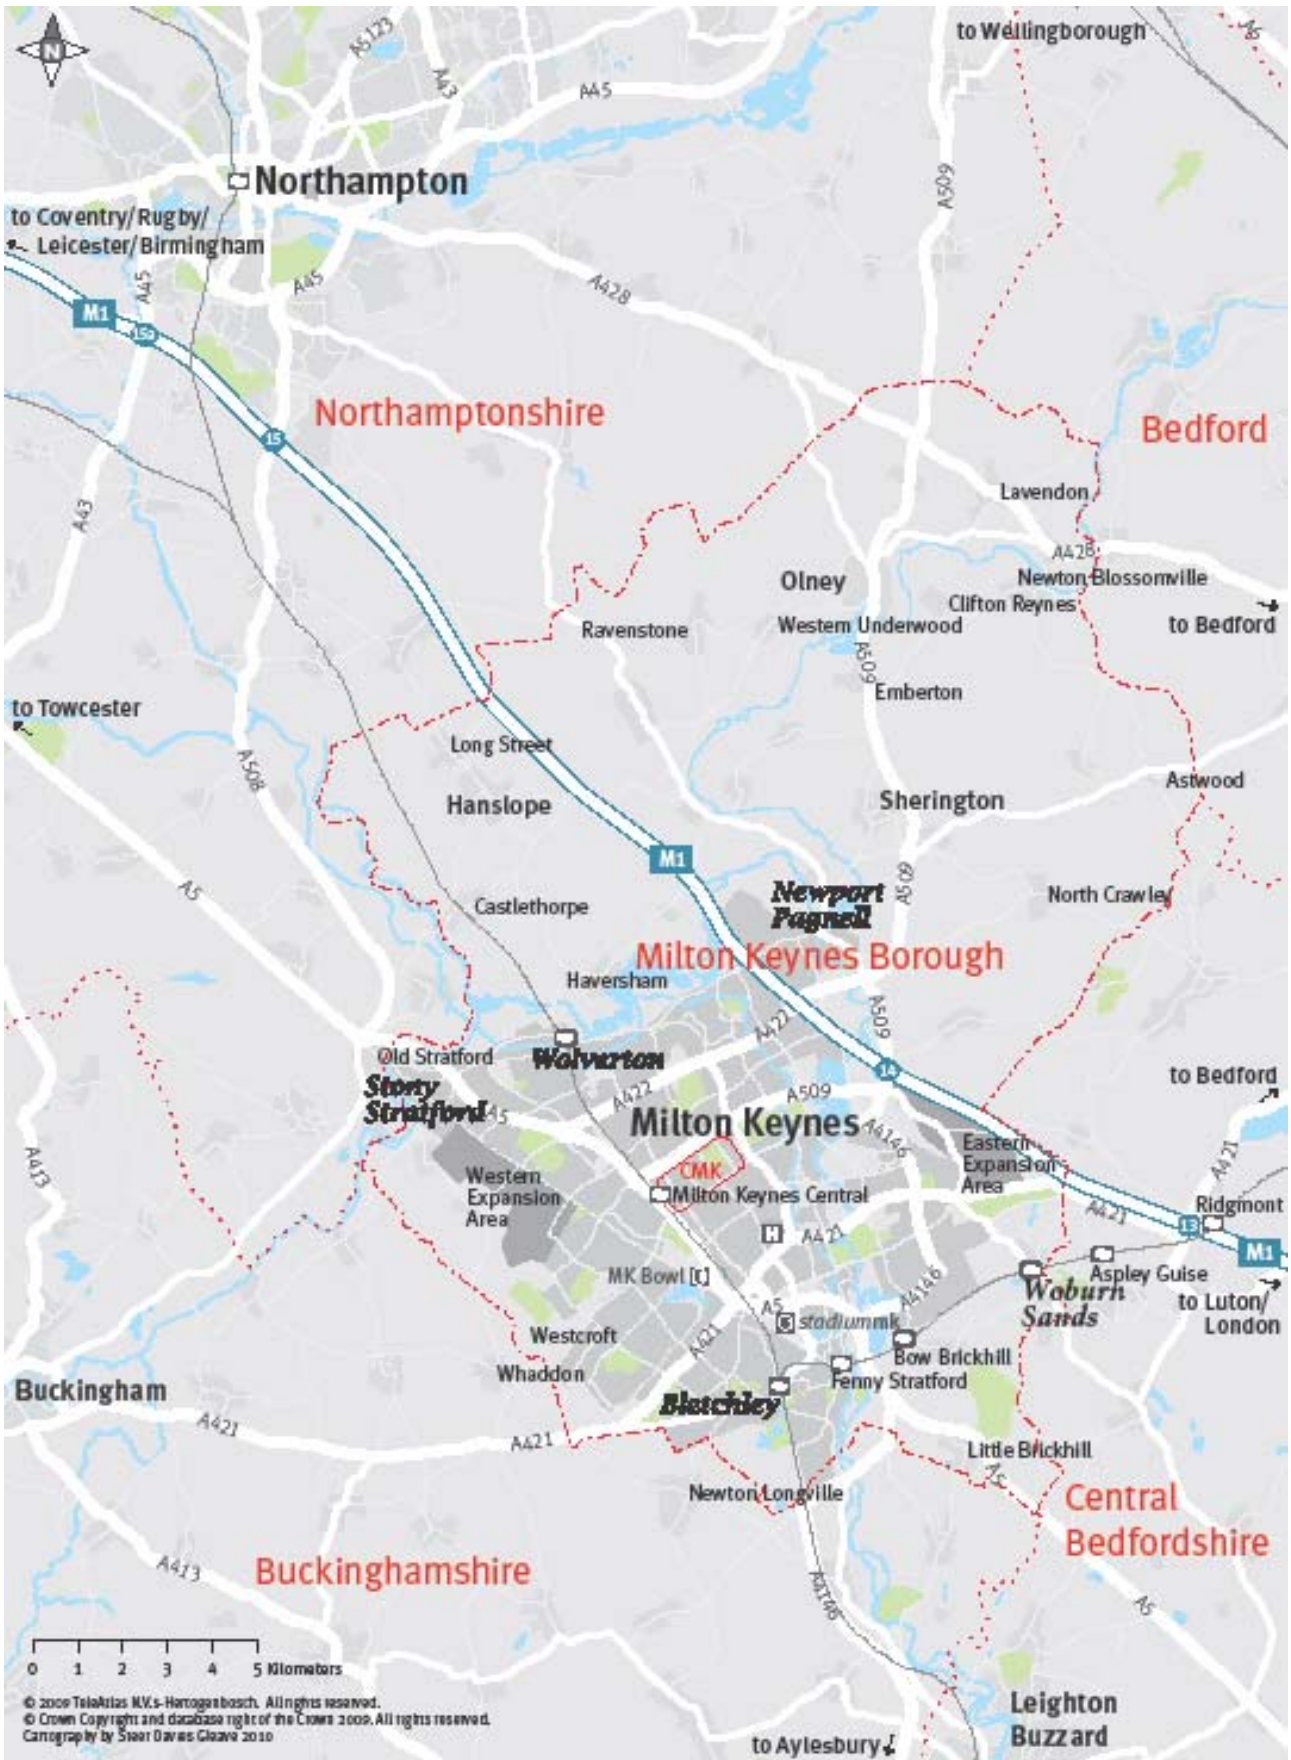 to Wellingborough
A6
A5123
A43
A45
N
Northampton
A509
to Coventry/Rugby/
Leicester/Birmingham
A45
A45
A428
M1
15a
Northamptonshire
15
Bedford
Lavendon
A43
A428
Olney
Newton Blossomville
Clifton Reynes
Ravenstone
Western Underwood
to Bedford
A509
Emberton
to Towcester
Long Street
A508
Astwood
Hanslope
Sherington
M1
A5
Newport
Pagnell
A509
North Crawley
Castlethorpe
Milton Keynes Borough
Haversham
A509
A422
Old Stratford
Wolverton
14
to Bedford
Stony
Stratford
A5
A422
A509
Milton Keynes
A4146
Eastern
Expansion
Area
A413
Western
Expansion
Area
CMK
Milton Keynes Central
A421
A421
Ridgmont
13
H
A421
M1
MK Bowl
Aspley Guise
A4146
Woburn
Sands
to Luton/
London
A5
stadiummk
Westcroft
A421
Bow Brickhill
Whaddon
Fenny Stratford
Buckingham
Bletchley
A421
A421
Little Brickhill
A5
Newton Longville
Central
Bedfordshire
A413
Buckinghamshire
A4146
A5
0 1 2 3 4 5 Kilometers
© 2009 TeleAtlas N.V.s-Hertogenbosch. All rights reserved.
© Crown Copyright and database right of the Crown 2009. All rights reserved.
Cartography by Steer Davies Gleave 2010
Leighton
Buzzard
to Aylesbury